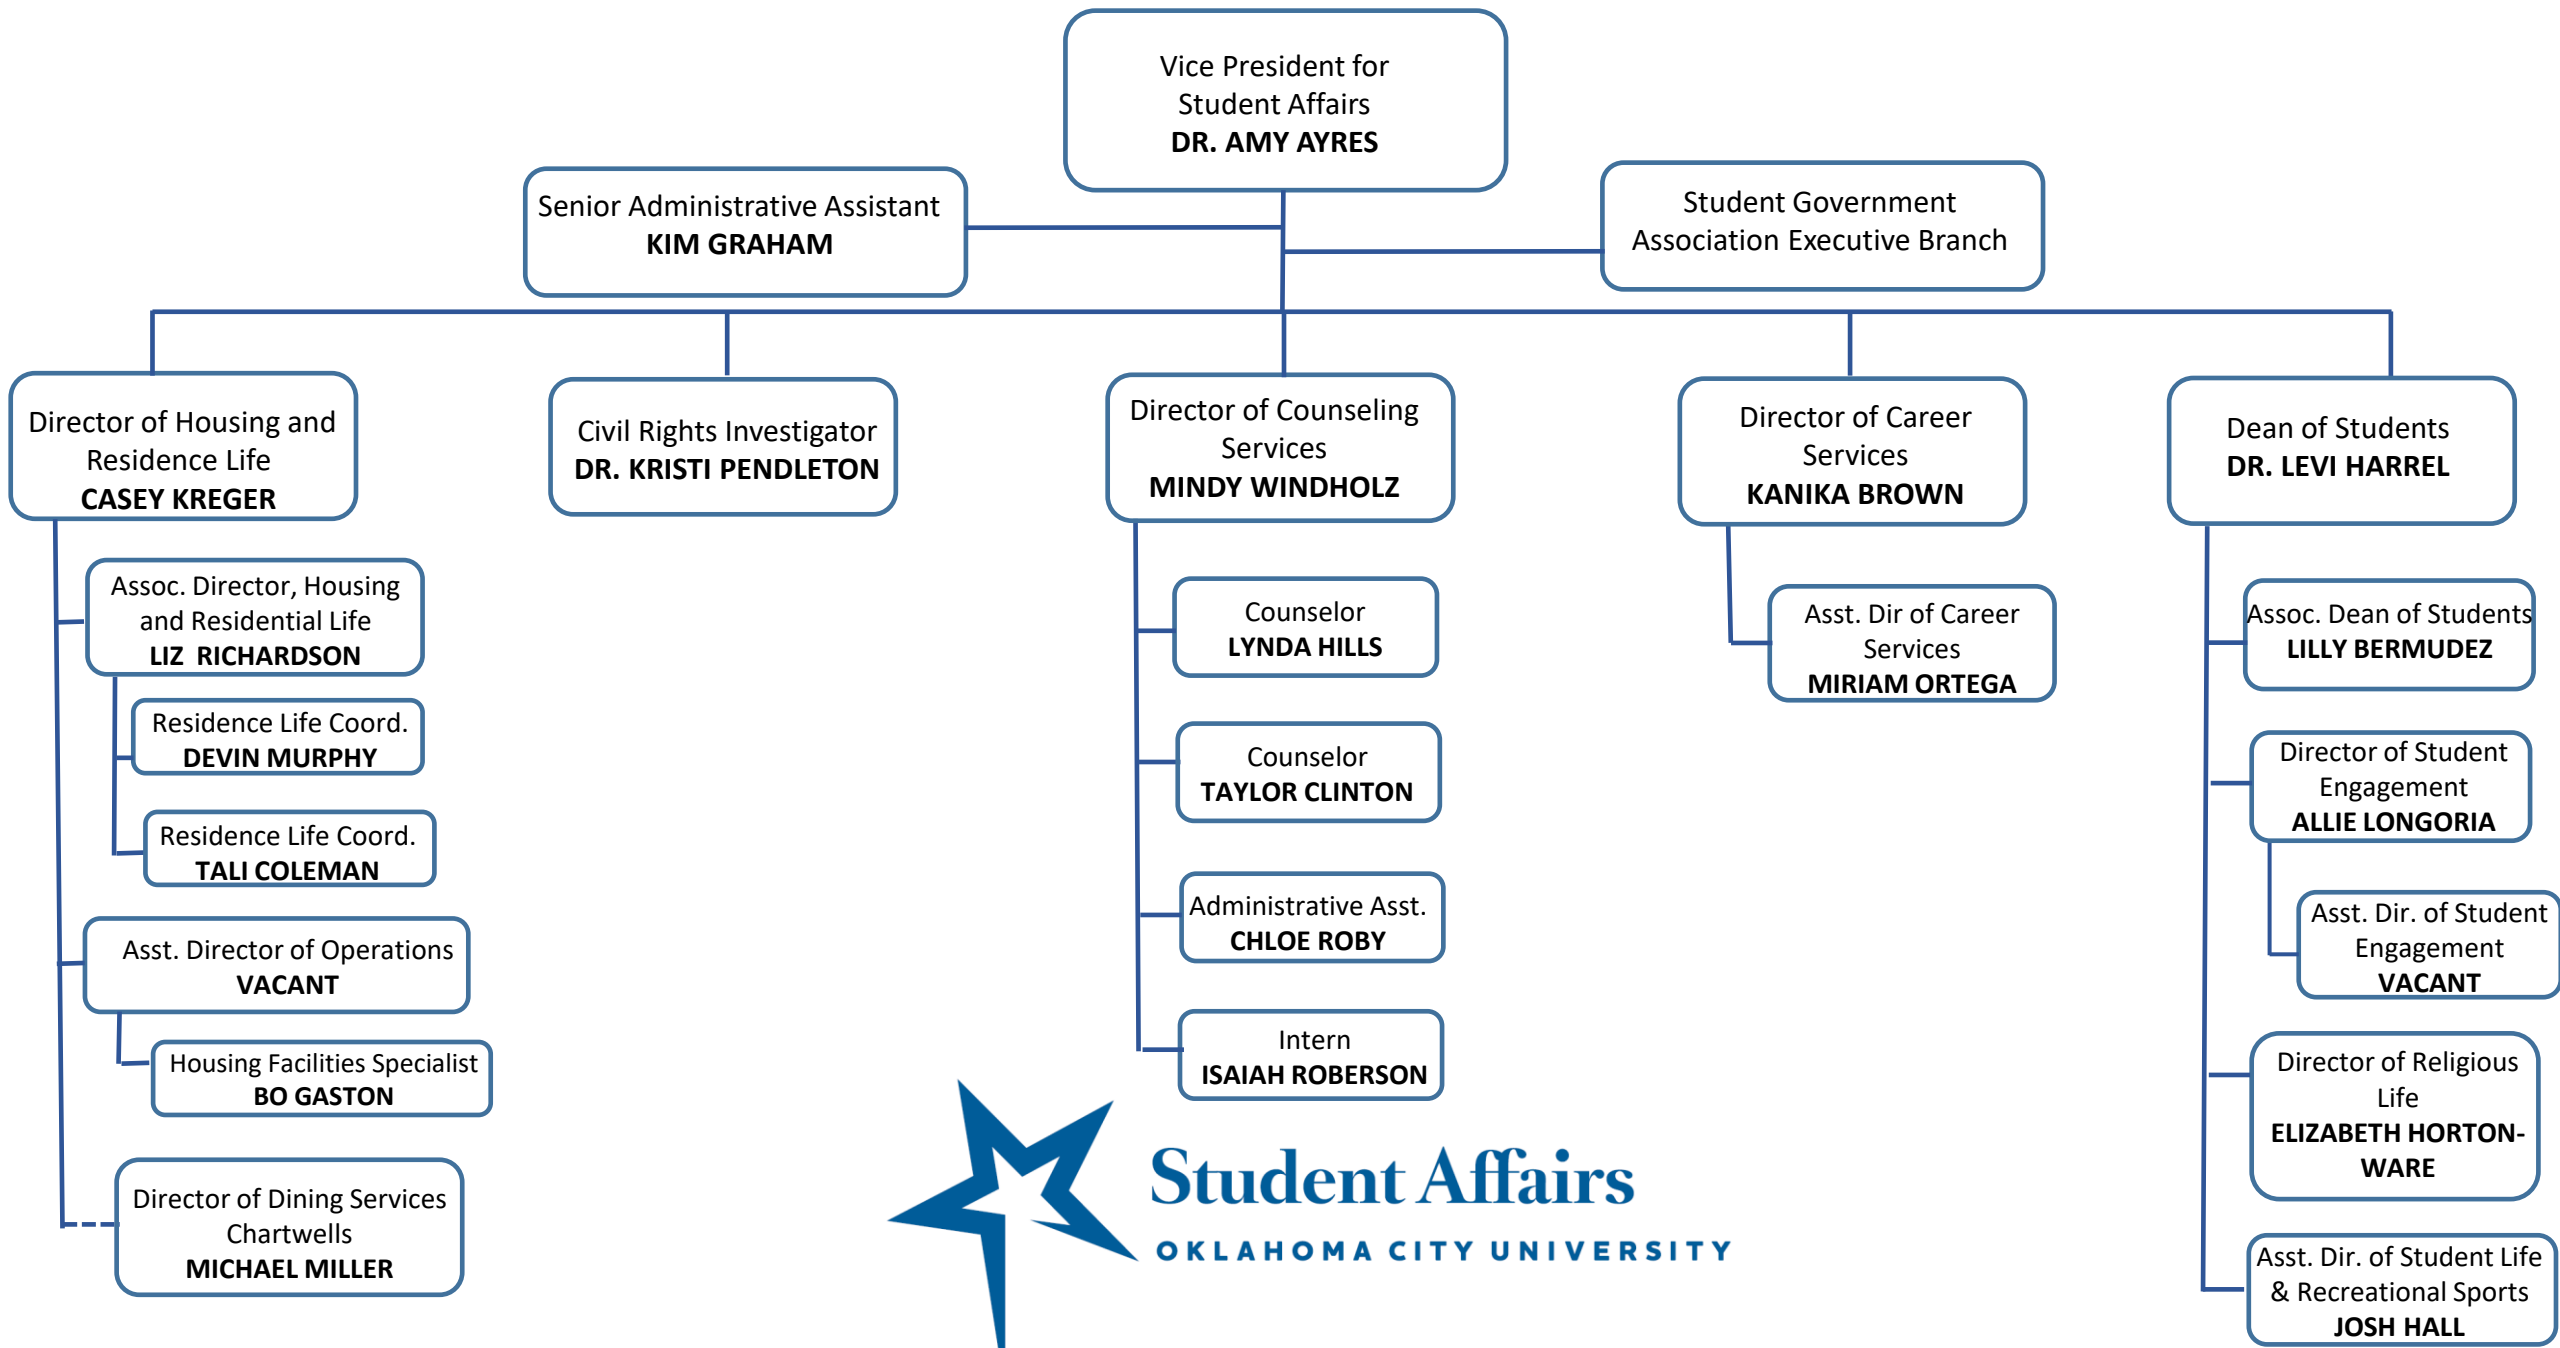 Vice President for
Student Affairs
DR. AMY AYRES
Senior Administrative Assistant
KIM GRAHAM
Student Government
Association Executive Branch
Director of Housing and
Residence Life
CASEY KREGER
Civil Rights Investigator
DR. KRISTI PENDLETON
Director of Counseling
Services
MINDY WINDHOLZ
Director of Career
Services
KANIKA BROWN
Dean of Students
DR. LEVI HARREL
Assoc. Director, Housing
and Residential Life
LIZ RICHARDSON
Residence Life Coord.
DEVIN MURPHY
Residence Life Coord.
TALI COLEMAN
Asst. Director of Operations
VACANT
Housing Facilities Specialist
BO GASTON
Director of Dining Services
Chartwells
MICHAEL MILLER
Counselor
LYNDA HILLS
Counselor
TAYLOR CLINTON
Administrative Asst.
CHLOE ROBY
Intern
ISAIAH ROBERSON
Asst. Dir of Career
Services
MIRIAM ORTEGA
Assoc. Dean of Students
LILLY BERMUDEZ
Director of Student
Engagement
ALLIE LONGORIA
Asst. Dir. of Student
Engagement
VACANT
Director of Religious
Life
ELIZABETH HORTON-
WARE
Asst. Dir. of Student Life
& Recreational Sports
JOSH HALL
Student Affairs
OKLAHOMA CITY UNIVERSITY